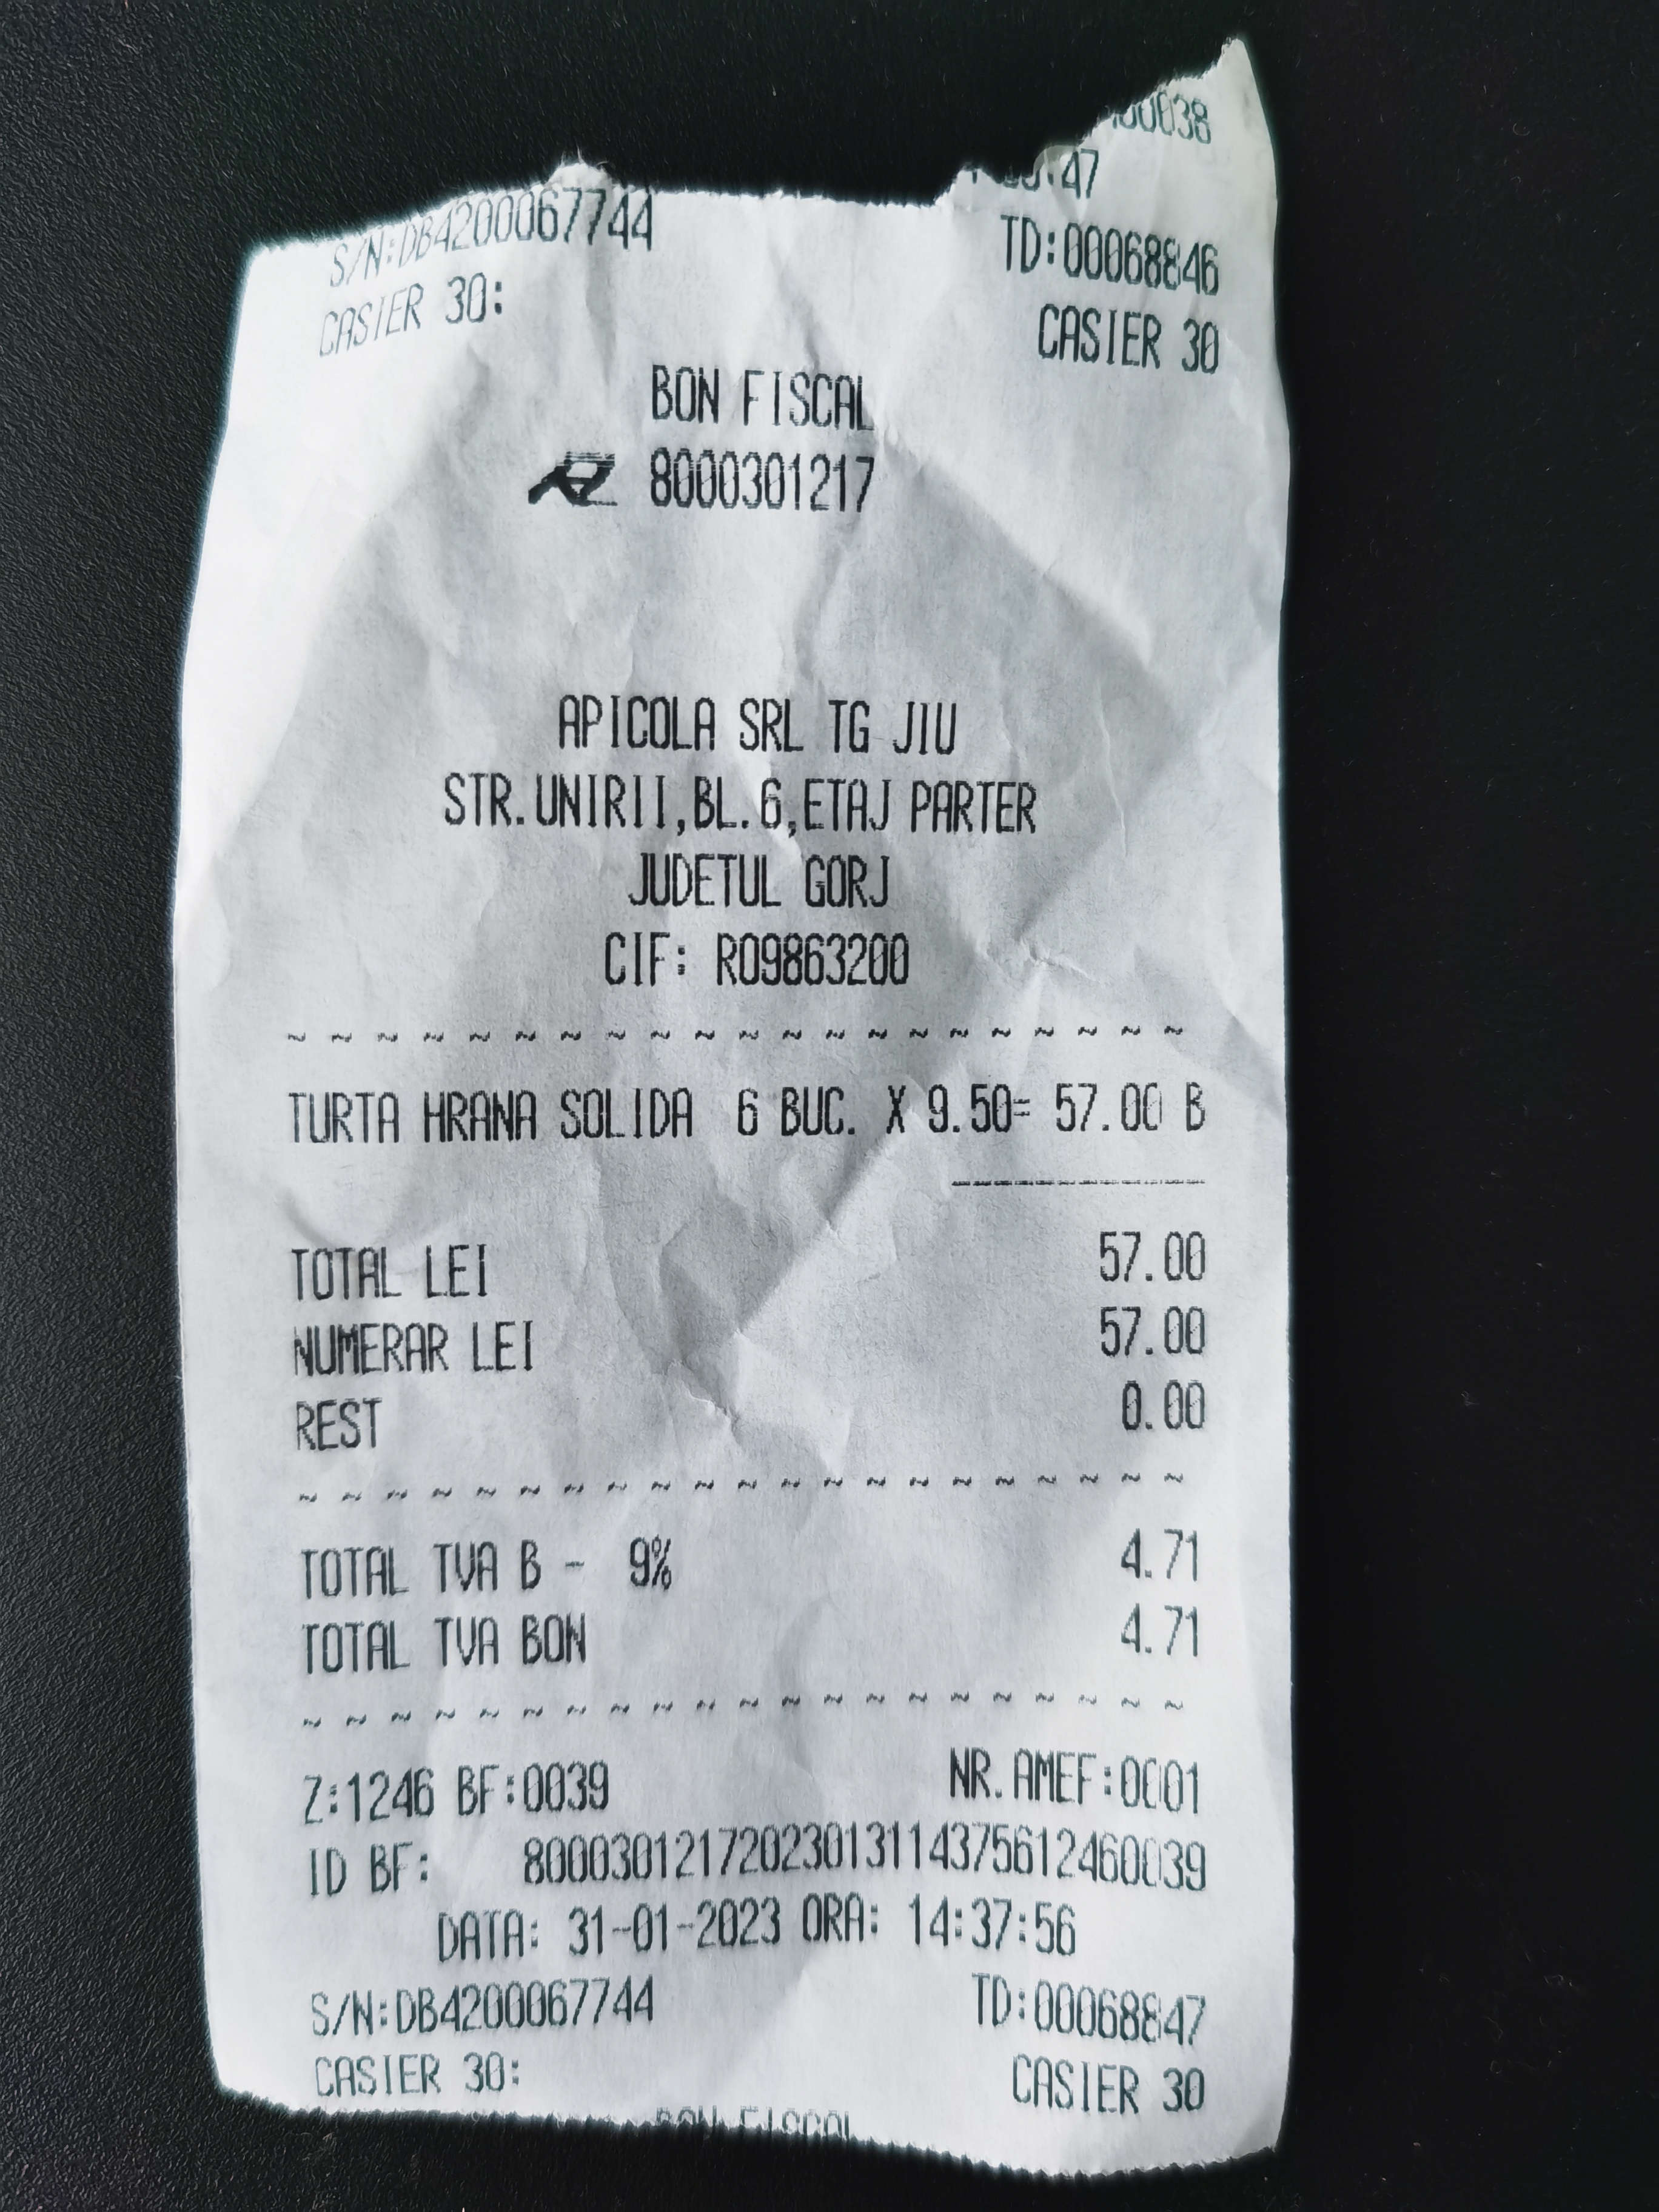 00038
:47
S/N:DB4200067744 TD:00068846
CASIER 30: CASIER 30
BON FISCAL
8000301217
APICOLA SRL TG JIU
STR.UNIRII,BL.6,ETAJ PARTER
JUDETUL GORJ
CIF: RO9863200
~ ~ ~ ~ ~ ~ ~ ~ ~ ~ ~ ~ ~ ~ ~ ~ ~ ~ ~ ~ ~
TURTA HRANA SOLIDA 6 BUC. X 9.50= 57.00 B
TOTAL LEI 57.00
NUMERAR LEI 57.00
REST 0.00
~ ~ ~ ~ ~ ~ ~ ~ ~ ~ ~ ~ ~ ~ ~ ~ ~ ~ ~ ~
TOTAL TVA B - 9% 4.71
TOTAL TVA BON 4.71
~ ~ ~ ~ ~ ~ ~ ~ ~ ~ ~ ~ ~ ~ ~ ~ ~ ~ ~ ~
Z:1246 BF:0039 NR.AMEF:0001
ID BF: 80003012172023013114375612460039
DATA: 31-01-2023 ORA: 14:37:56
S/N:DB4200067744 TD:00068847
CASIER 30: CASIER 30
BON FISCAL